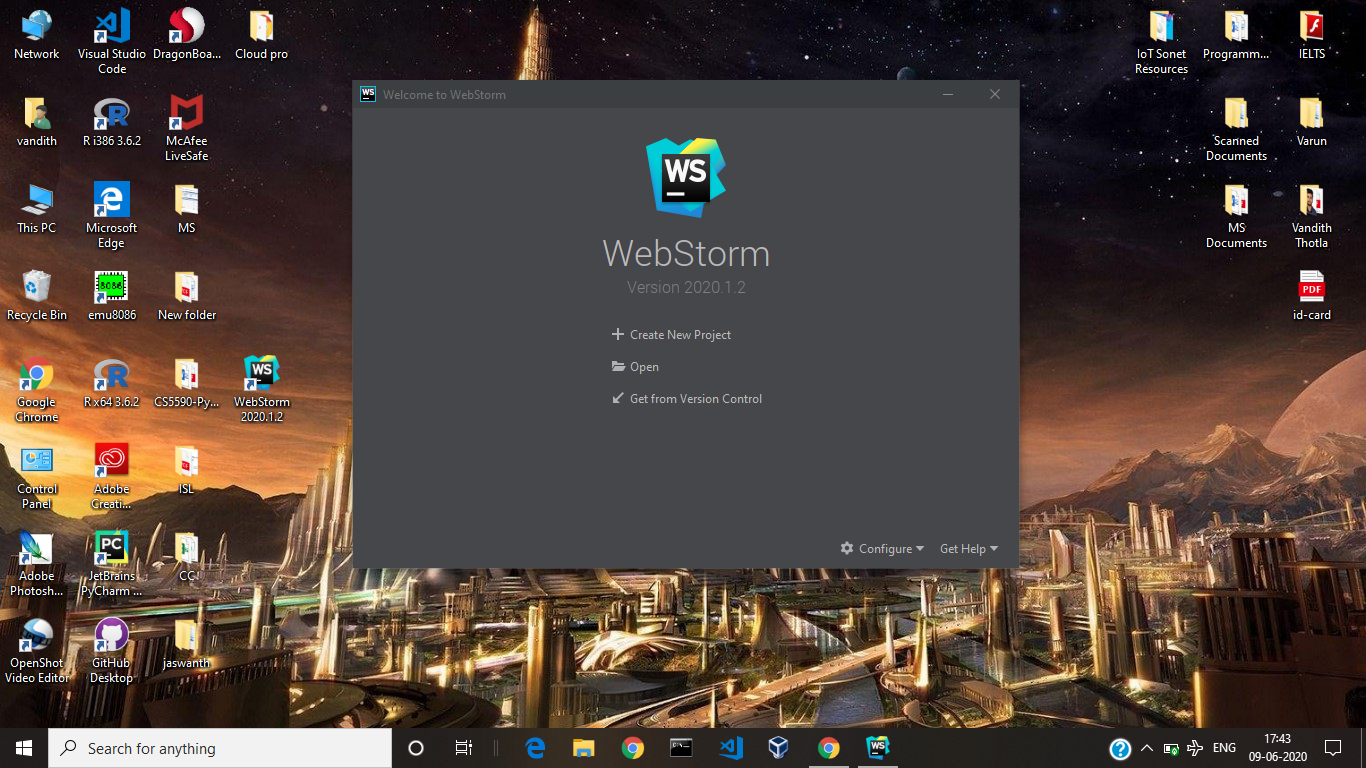 Network
Visual Studio
Code
DragonBoa...
Cloud pro
vandith
R i386 3.6.2
McAfee
LiveSafe
This PC
Microsoft
Edge
MS
Recycle Bin
8086
emu8086
New folder
Google
Chrome
R x64 3.6.2
CS5590-Py...
WS
WebStorm
2020.1.2
Control
Panel
Adobe
Creati...
ISL
Adobe
Photosh...
PC
JetBrains
PyCharm ...
CC
OpenShot
Video Editor
GitHub
Desktop
jaswanth
WS Welcome to WebStorm
WS
WebStorm
Version 2020.1.2
Create New Project
Open
Get from Version Control
Configure
Get Help
IoT Sonet
Resources
Programm...
IELTS
Scanned
Documents
Varun
MS
Documents
Vandith
Thotla
PDF
id-card
Search for anything
WS
ENG
17:43
09-06-2020